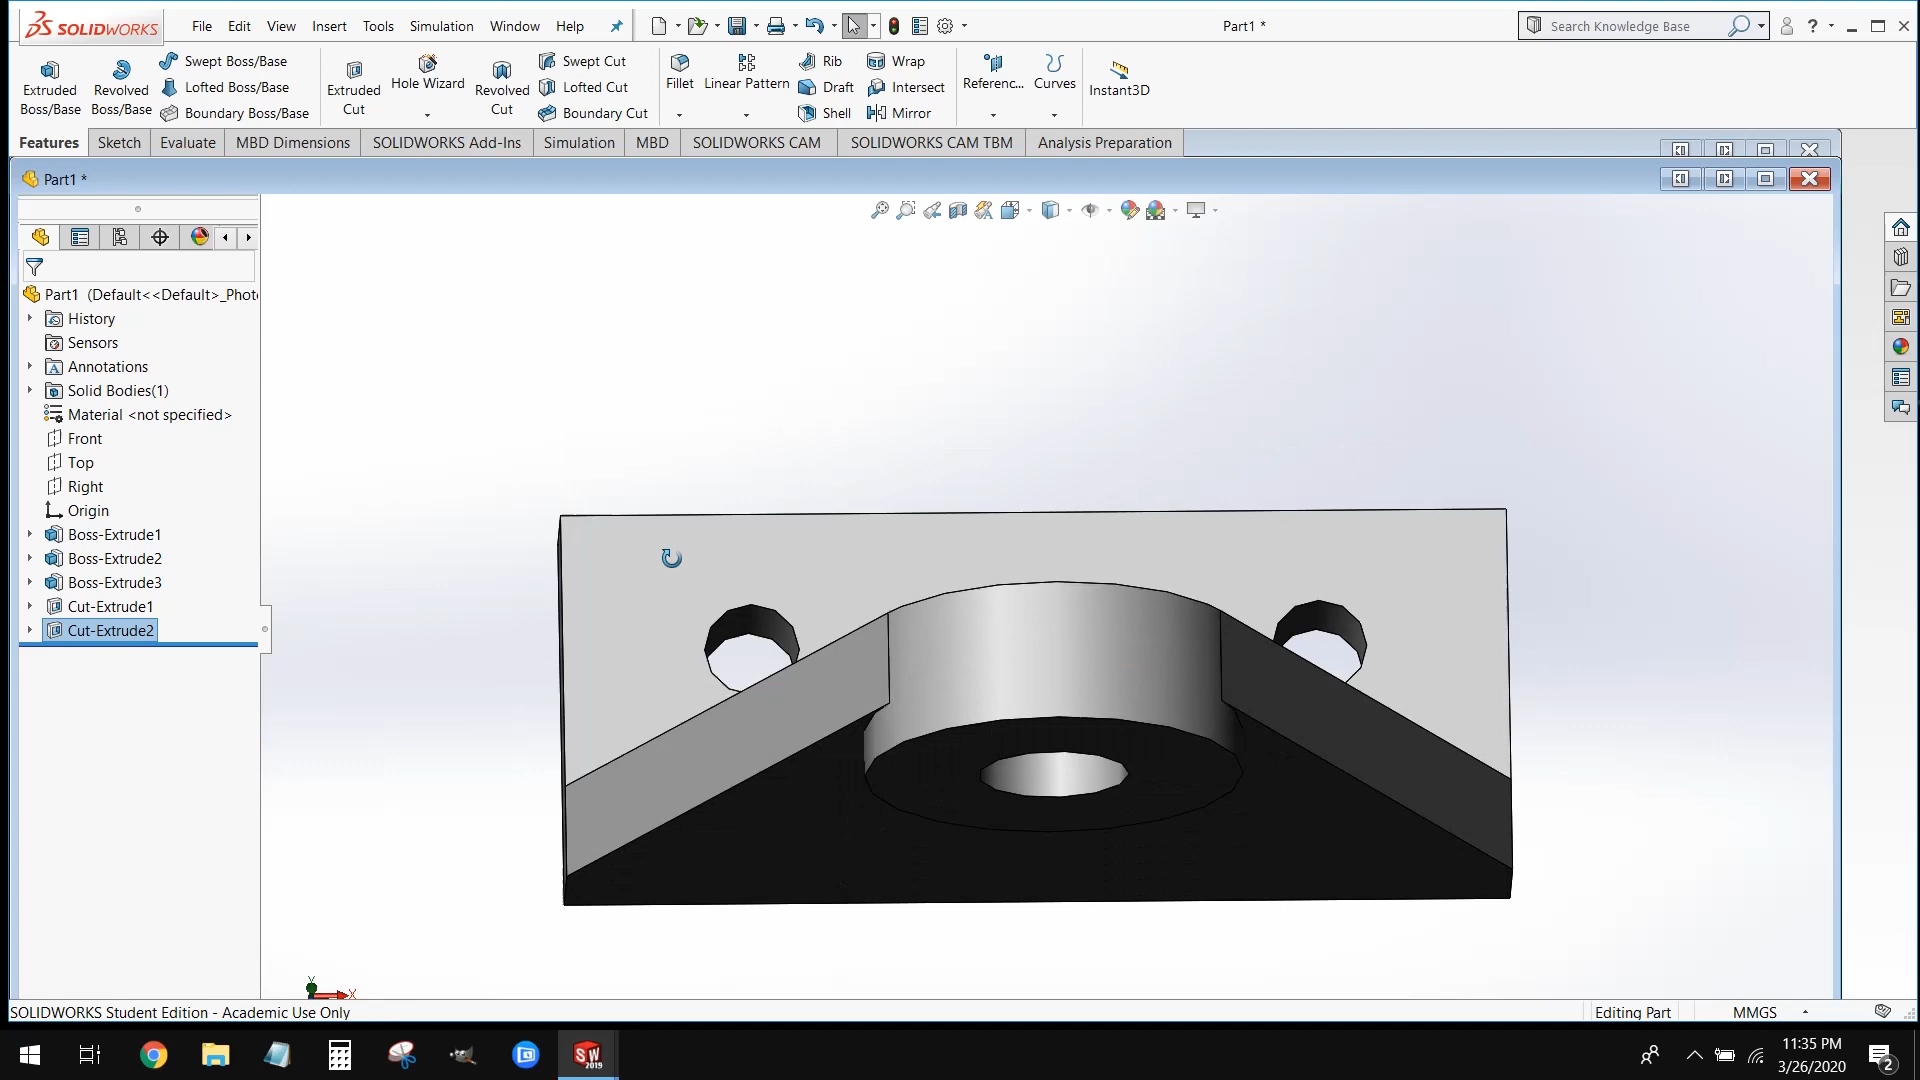 SOLIDWORKS
File Edit View Insert Tools Simulation Window Help
Part1 *
Search Knowledge Base
?
Extruded Boss/Base
Revolved Boss/Base
Swept Boss/Base
Lofted Boss/Base
Boundary Boss/Base
Extruded Cut
Hole Wizard
Revolved Cut
Swept Cut
Lofted Cut
Boundary Cut
Fillet
Linear Pattern
Rib
Draft
Shell
Wrap
Intersect
Mirror
Referenc...
Curves
Instant3D
Features Sketch Evaluate MBD Dimensions SOLIDWORKS Add-Ins Simulation MBD SOLIDWORKS CAM SOLIDWORKS CAM TBM Analysis Preparation
Part1 *
Part1 (Default<<Default>_Phot
History
Sensors
A Annotations
Solid Bodies(1)
Material <not specified>
Front
Top
Right
Origin
Boss-Extrude1
Boss-Extrude2
Boss-Extrude3
Cut-Extrude1
Cut-Extrude2
Y
X
SOLIDWORKS Student Edition - Academic Use Only
Editing Part
MMGS
SW
2019
11:35 PM
3/26/2020
2